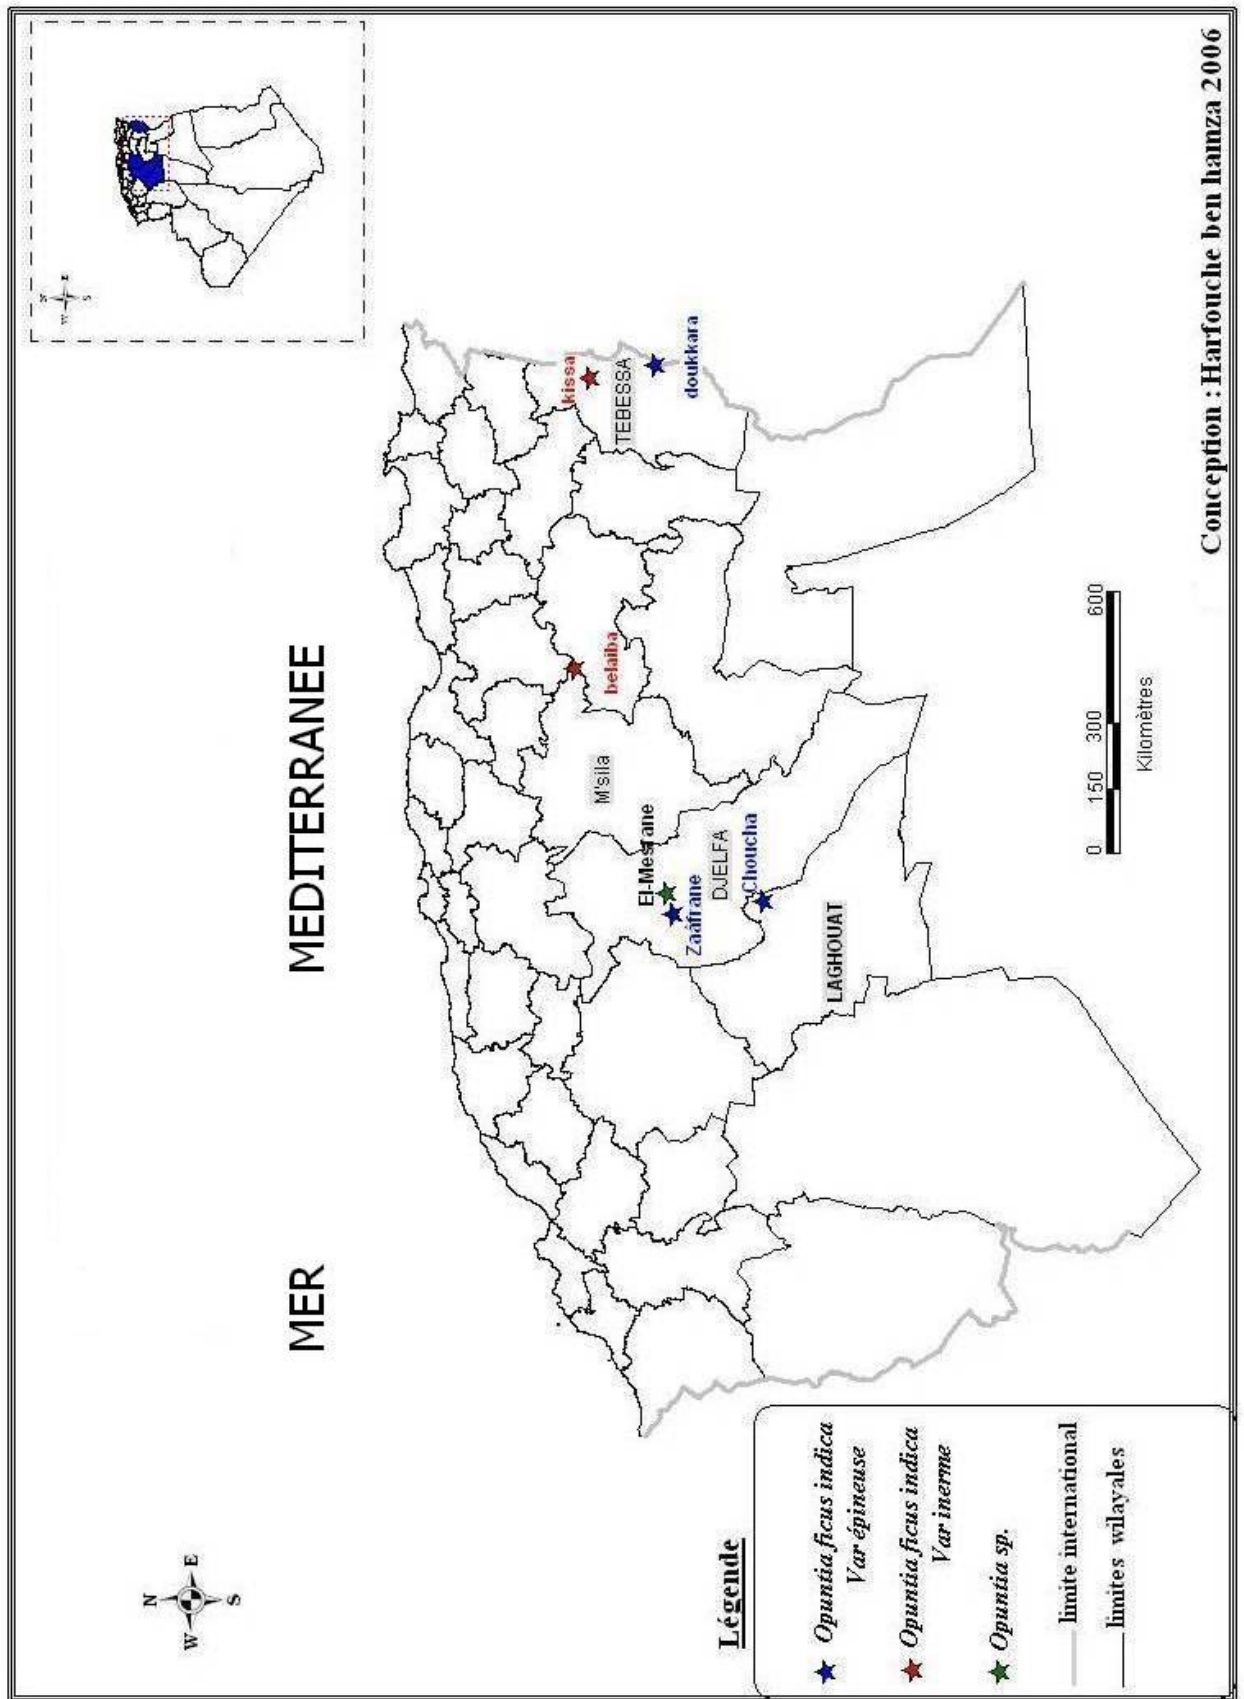 N
W
E
S
N
W
E
S
MER MEDITERRANEE
kissa
TEBESSA
doukkara
belaiba
M'sila
El-Mesrane
Zaâfrane
DJELFA
Choucha
LAGHOUAT
0 150 300 600
Kilomètres
Légende
Opuntia ficus indica
Var épineuse
Opuntia ficus indica
Var inerme
Opuntia sp.
limite international
limites wilayales
Conception : Harfouche ben hamza 2006